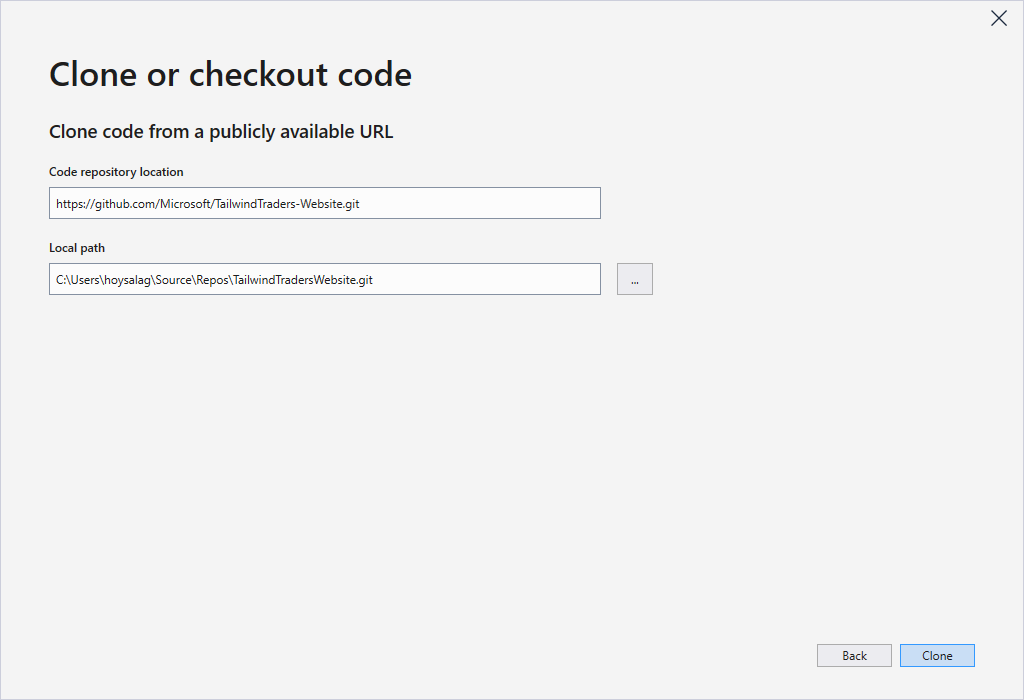 Clone or checkout code
Clone code from a publicly available URL
Code repository location
https://github.com/Microsoft/TailwindTraders-Website.git
Local path
C:\Users\hoysalag\Source\Repos\TailwindTradersWebsite.git
...
Back
Clone